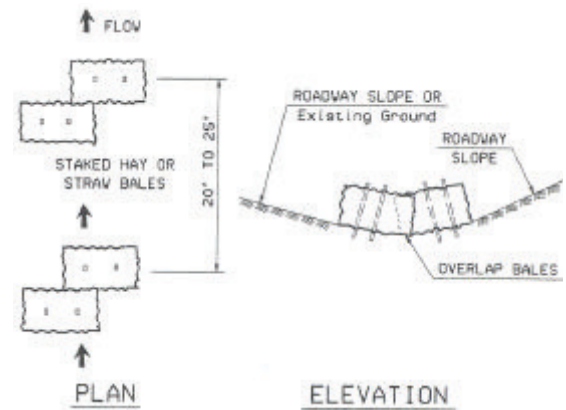 FLOW
STAKED HAY OR
STRAW BALES
20' TO 25'
PLAN
ROADWAY SLOPE OR
Existing Ground
ROADWAY
SLOPE
OVERLAP BALES
ELEVATION